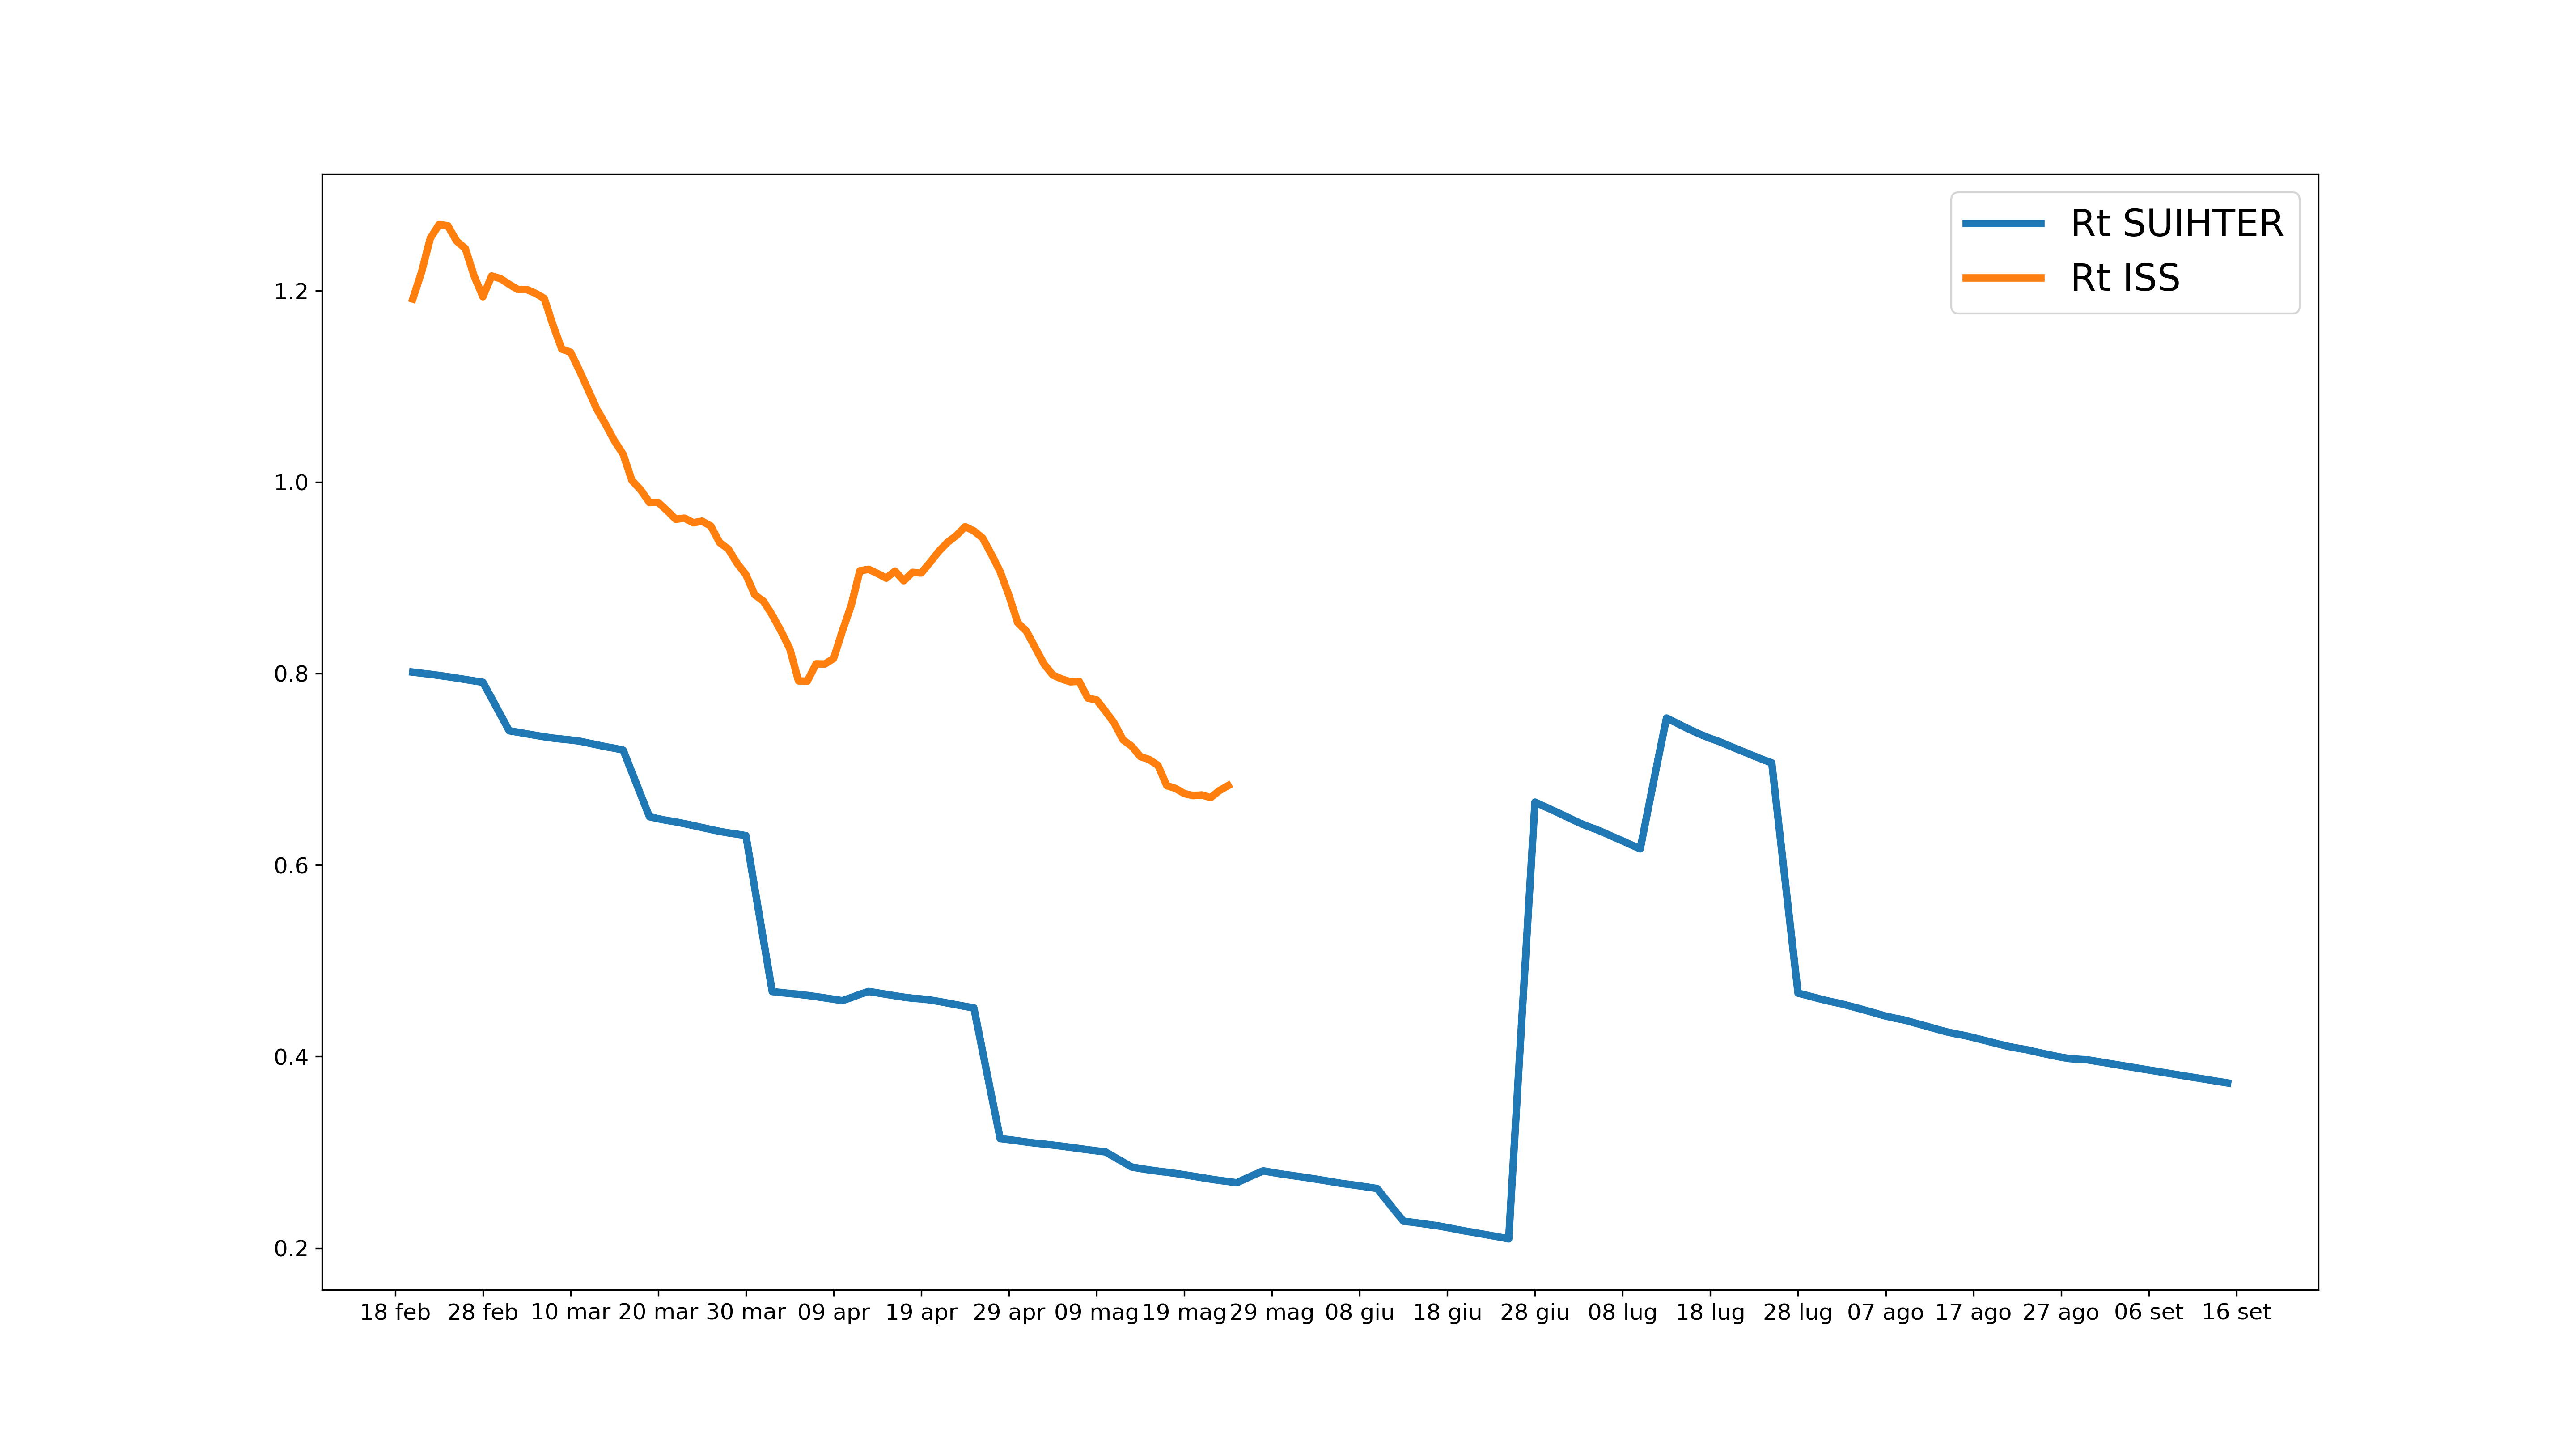 Rt SUIHTER
Rt ISS
1.2
1.0
0.8
0.6
0.4
0.2
18 feb 28 feb 10 mar 20 mar 30 mar 09 apr 19 apr 29 apr 09 mag 19 mag 29 mag 08 giu 18 giu 28 giu 08 lug 18 lug 28 lug 07 ago 17 ago 27 ago 06 set 16 set